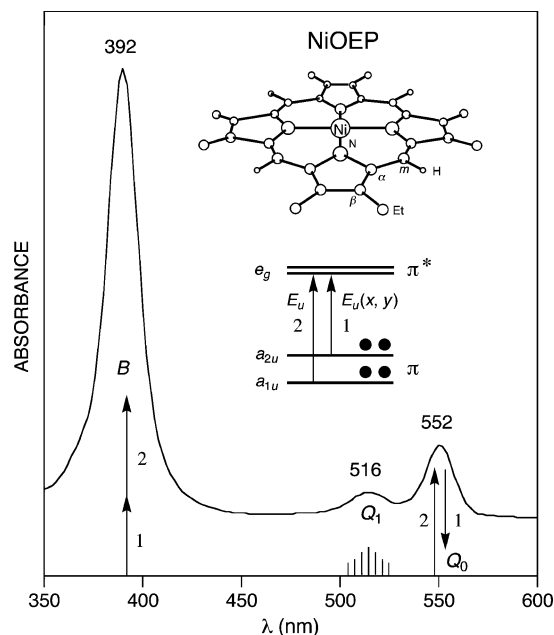 NiOEP
392
Ni
N
α
m
H
β
Et
ABSORBANCE
e_g
π*
E_u
E_u(x, y)
2
1
a_2u
a_1u
π
B
2
1
552
516
Q_1
2
1
Q_0
350
400
450
500
550
600
λ (nm)